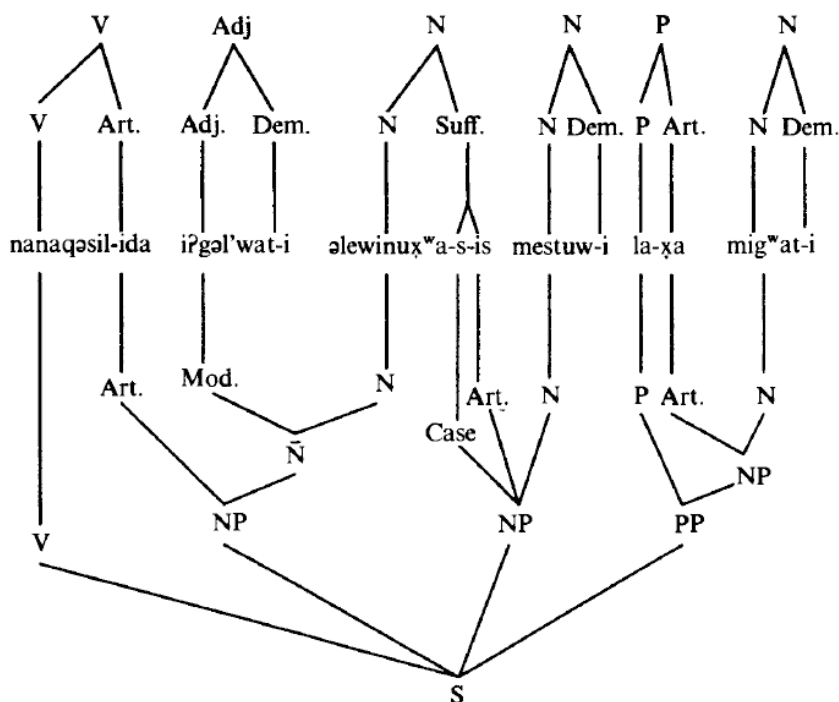 V Adj N N P N
V Art. Adj. Dem. N Suff. N Dem. P Art. N Dem.
nanaqəsil-ida iʔgəl'wat-i əlewinux̣ʷa-s-is mestuw-i la-x̣a migʷat-i
Art. Mod. N Art. N P Art. N
Case
N̄
NP
NP NP PP
V
S